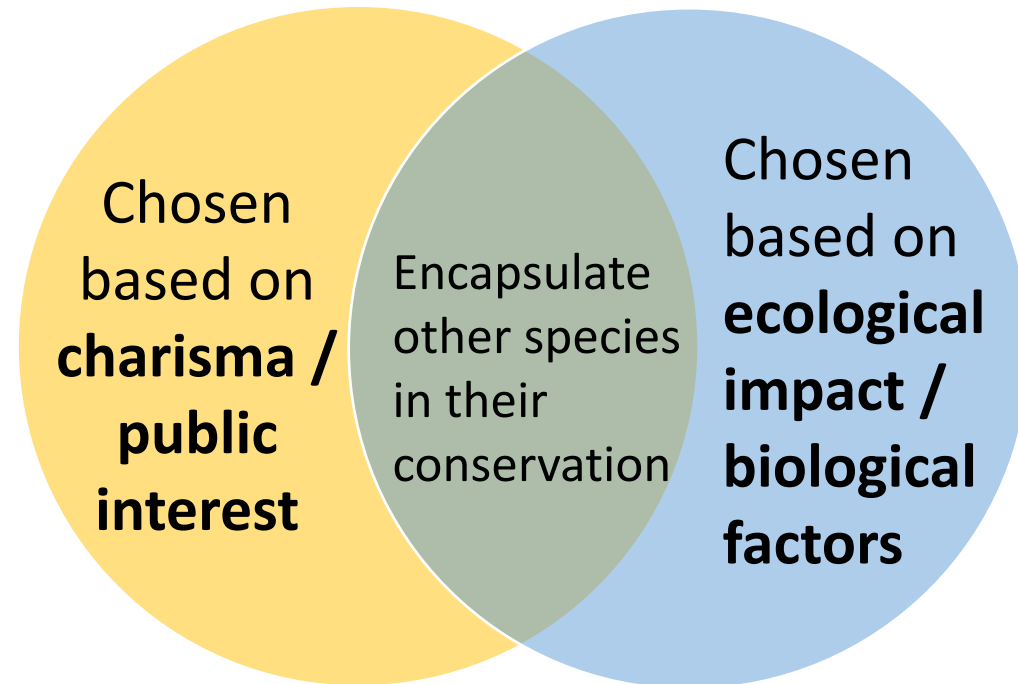 Chosen
based on
charisma /
public
interest
Encapsulate
other species
in their
conservation
Chosen
based on
ecological
impact /
biological
factors